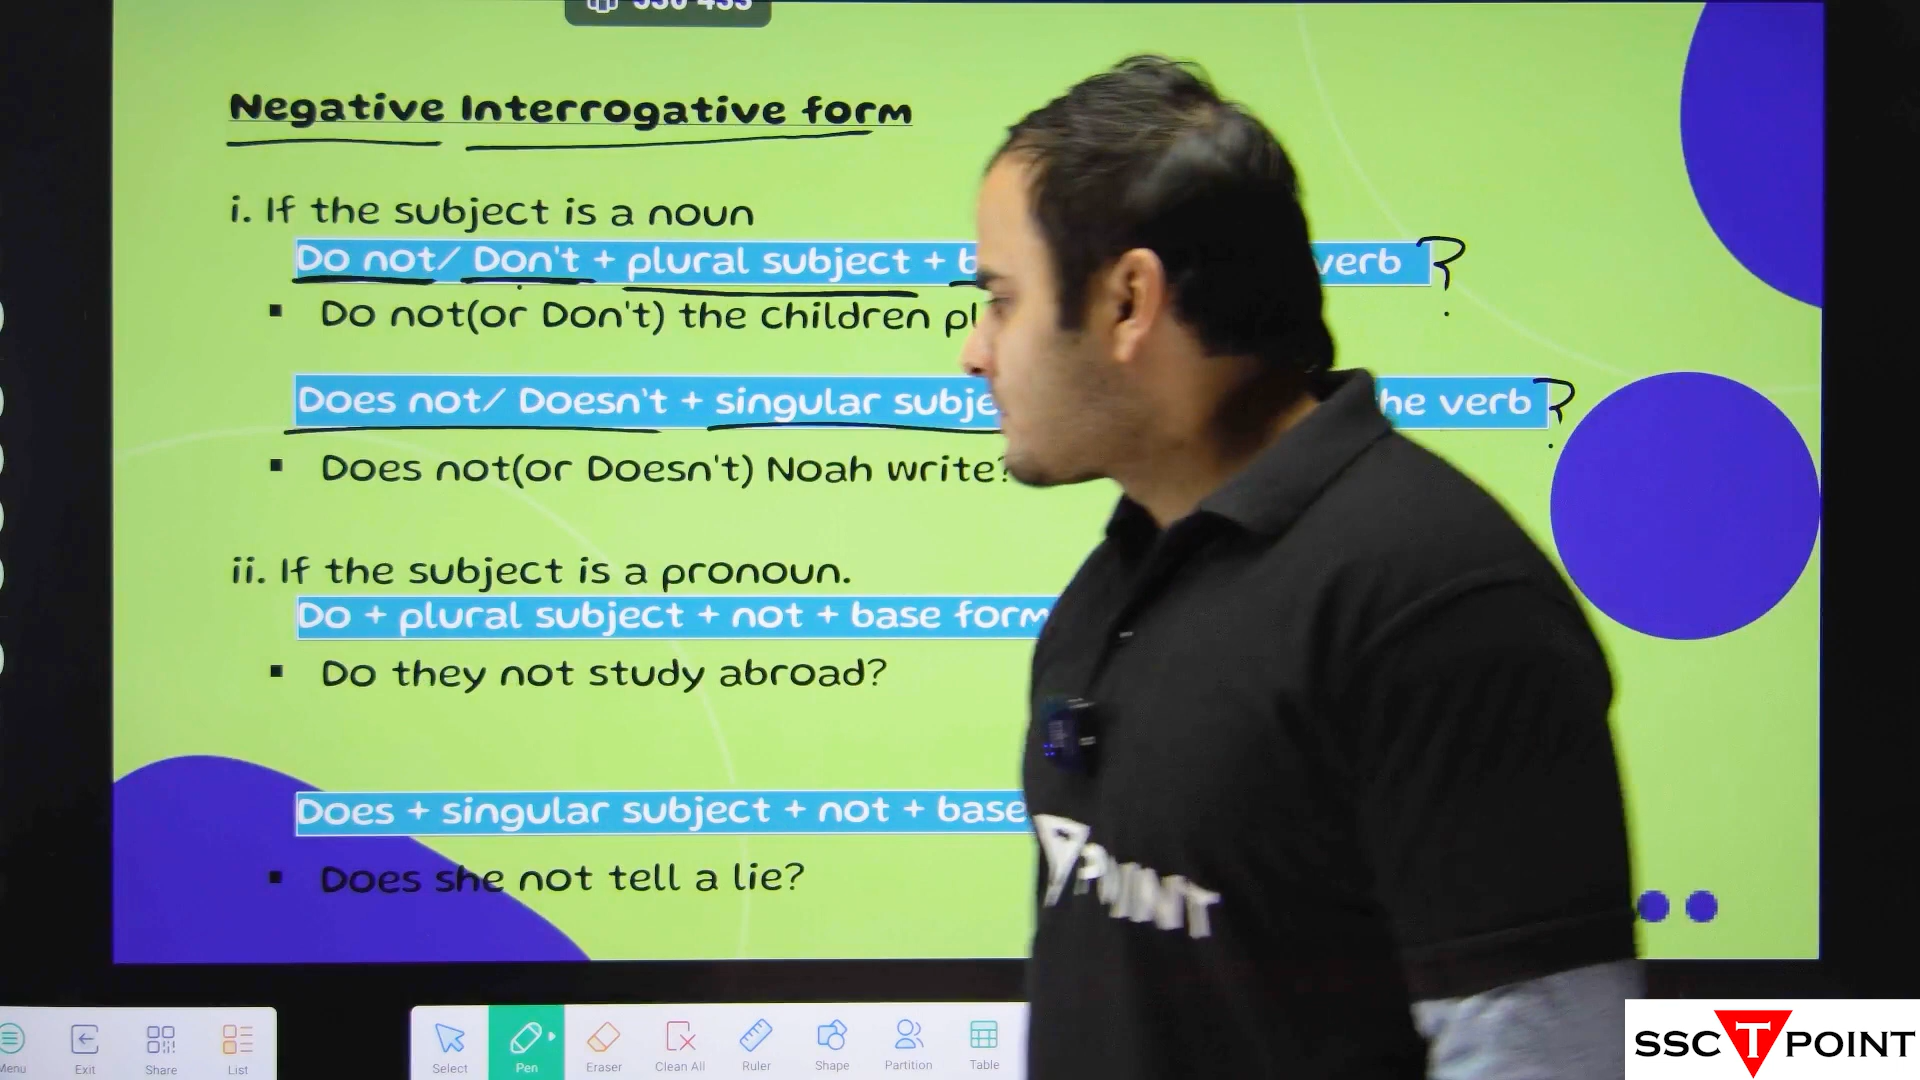 Negative Interrogative form
i. If the subject is a noun
Do not/ Don't + plural subject + verb ?
Do not(or Don't) the children
Does not/ Doesn't + singular verb ?
Does not(or Doesn't) Noah write?
ii. If the subject is a pronoun.
Do + plural subject + not + base form
Do they not study abroad?
Does + singular subject + not + base
Does she not tell a lie?
POINT
Menu Exit Share List Select Pen Eraser Clean All Ruler Shape Partition Table
SSC T POINT